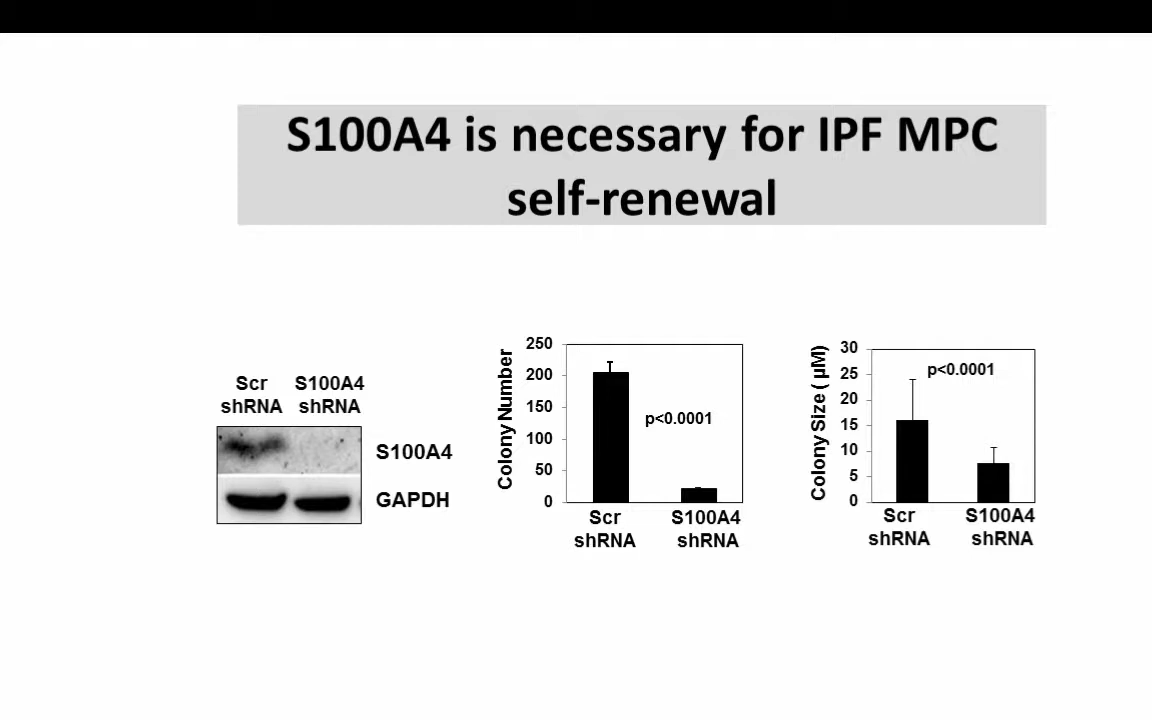 S100A4 is necessary for IPF MPC
self-renewal
Scr S100A4
shRNA shRNA
S100A4
GAPDH
Colony Number
250
200
150
100
50
0
p<0.0001
Scr S100A4
shRNA shRNA
Colony Size ( µM)
30
25
20
15
10
5
0
p<0.0001
Scr S100A4
shRNA shRNA